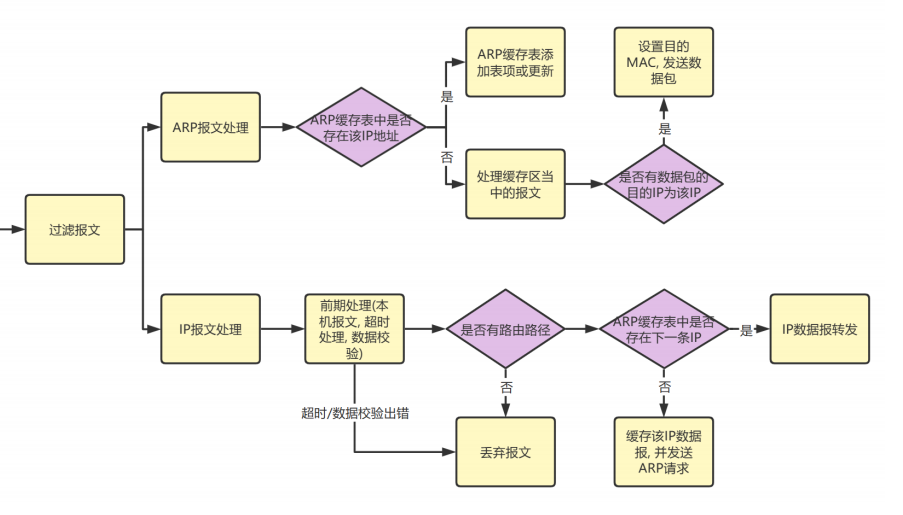 过滤报文
ARP报文处理
ARP缓存表中是否
存在该IP地址
是
否
ARP缓存表添
加表项或更新
处理缓存区当
中的报文
是否有数据包的
目的IP为该IP
是
设置目的
MAC, 发送数
据包
IP报文处理
前期处理(本
机报文, 超时
处理, 数据校
验)
超时/数据校验出错
是否有路由路径
否
丢弃报文
ARP缓存表中是否
存在下一条IP
是
IP数据报转发
否
缓存该IP数据
报, 并发送
ARP请求